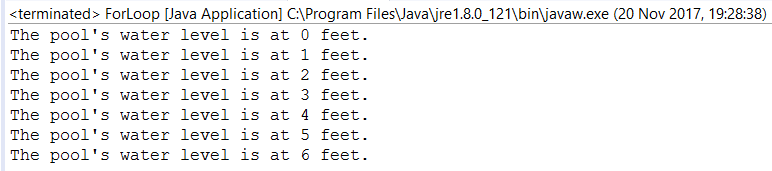 <terminated> ForLoop [Java Application] C:\Program Files\Java\jre1.8.0_121\bin\javaw.exe (20 Nov 2017, 19:28:38)
The pool's water level is at 0 feet.
The pool's water level is at 1 feet.
The pool's water level is at 2 feet.
The pool's water level is at 3 feet.
The pool's water level is at 4 feet.
The pool's water level is at 5 feet.
The pool's water level is at 6 feet.